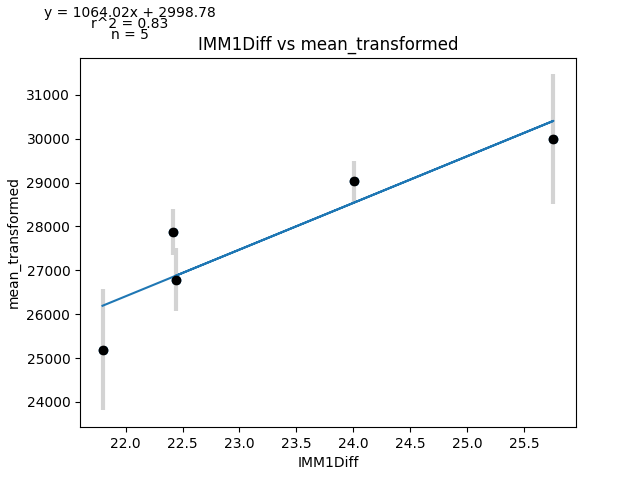 y = 1064.02x + 2998.78
r^2 = 0.83
n = 5
IMM1Diff vs mean_transformed
31000
30000
29000
28000
27000
26000
25000
24000
mean_transformed
22.0 22.5 23.0 23.5 24.0 24.5 25.0 25.5
IMM1Diff